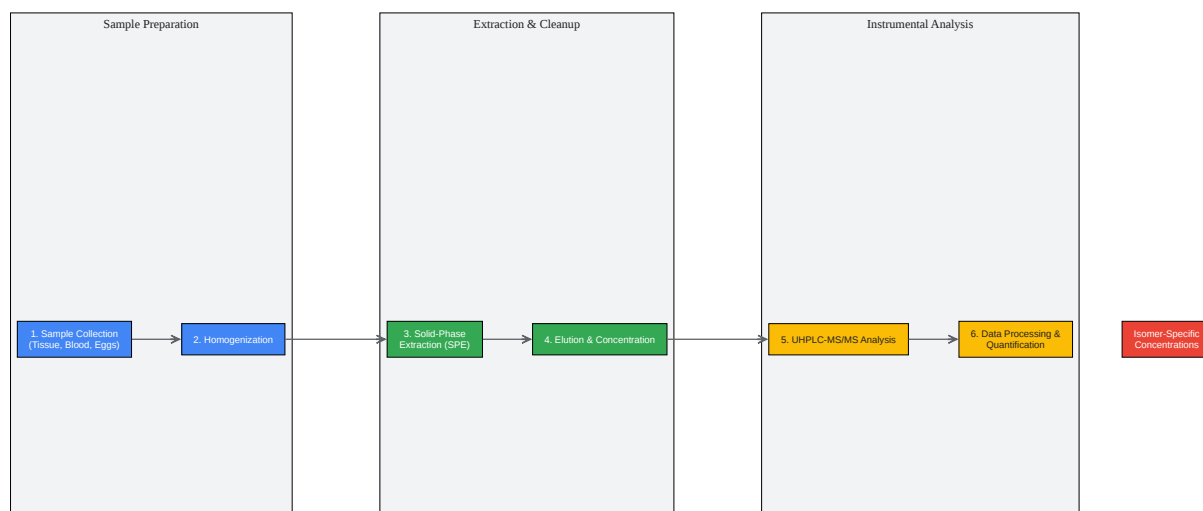 Sample Preparation
Extraction & Cleanup
Instrumental Analysis
1. Sample Collection
(Tissue, Blood, Eggs)
2. Homogenization
3. Solid-Phase
Extraction (SPE)
4. Elution & Concentration
5. UHPLC-MS/MS Analysis
6. Data Processing &
Quantification
Isomer-Specific
Concentrations